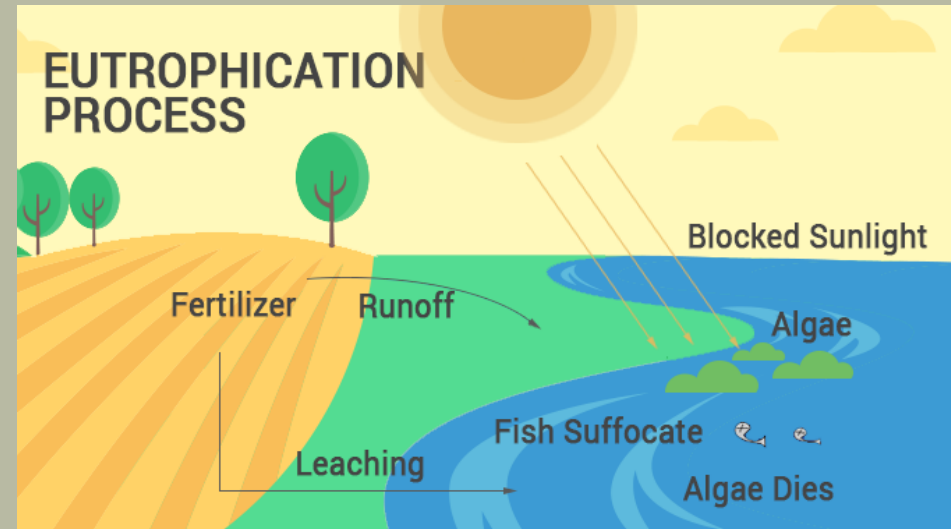 EUTROPHICATION
PROCESS
Blocked Sunlight
Fertilizer
Runoff
Algae
Fish Suffocate
Leaching
Algae Dies